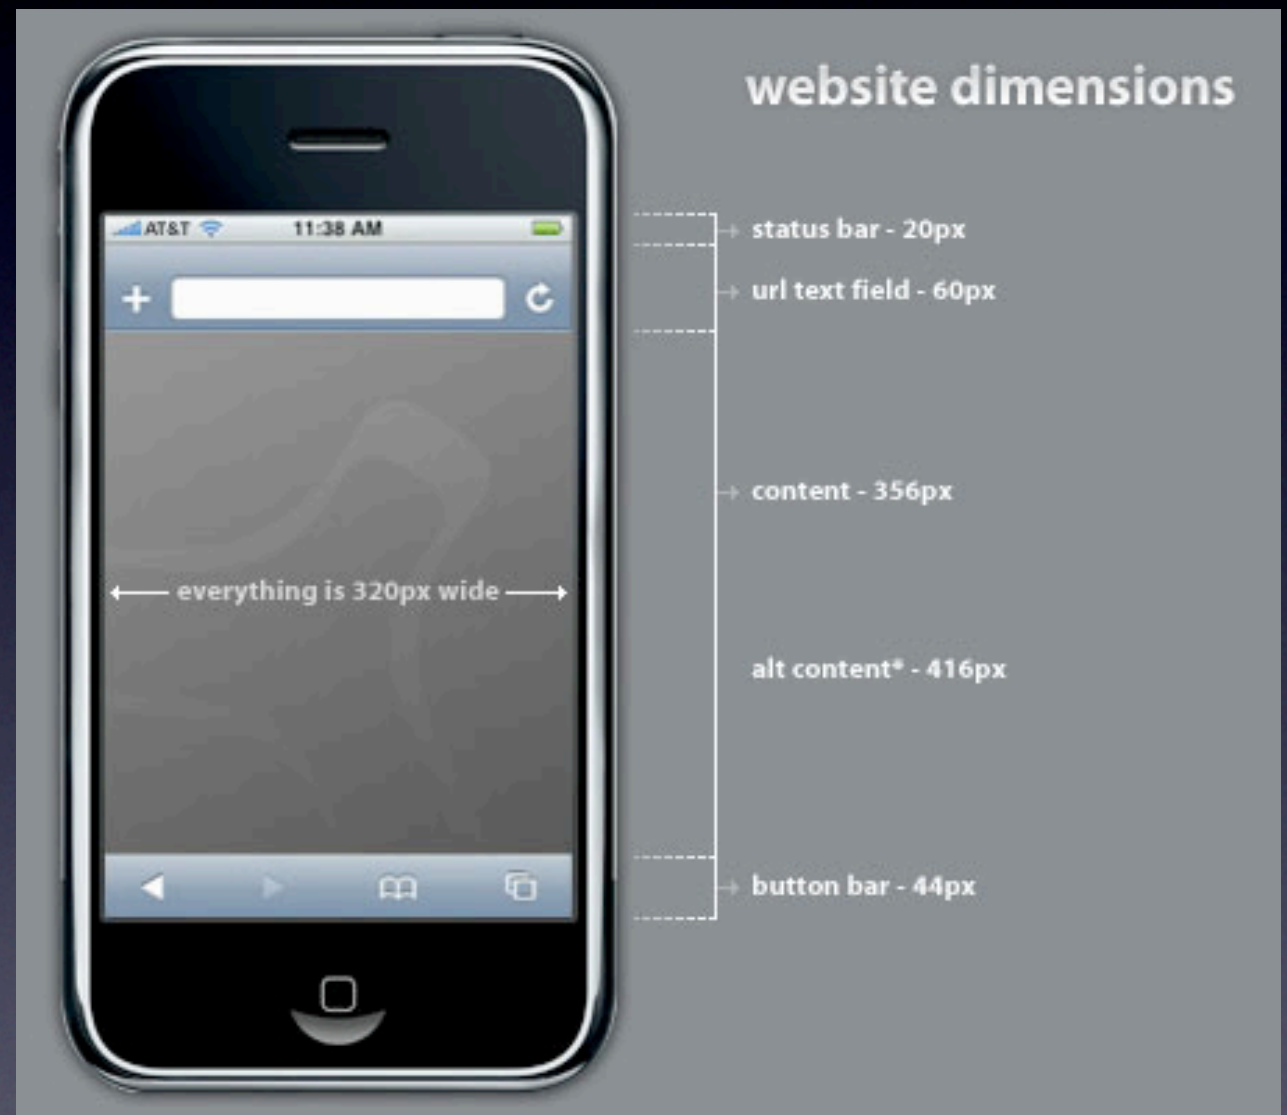 website dimensions
AT&T 11:38 AM
status bar - 20px
url text field - 60px
content - 356px
everything is 320px wide
alt content* - 416px
button bar - 44px